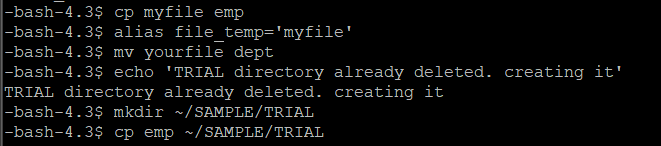 -bash-4.3$ cp myfile emp
-bash-4.3$ alias file_temp='myfile'
-bash-4.3$ mv yourfile dept
-bash-4.3$ echo 'TRIAL directory already deleted. creating it'
TRIAL directory already deleted. creating it
-bash-4.3$ mkdir ~/SAMPLE/TRIAL
-bash-4.3$ cp emp ~/SAMPLE/TRIAL